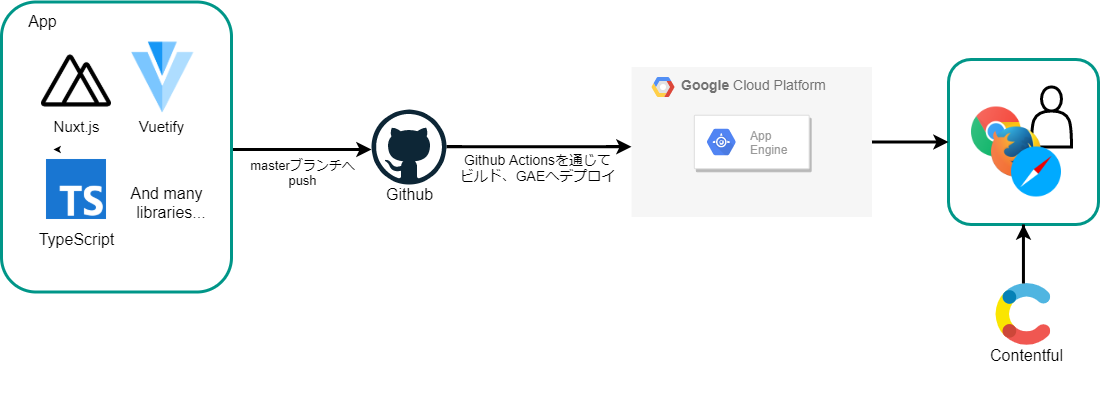 App
Nuxt.js
Vuetify
TS
TypeScript
And many
libraries...
masterブランチへ
push
Github
Github Actionsを通じて
ビルド、GAEへデプロイ
Google Cloud Platform
App
Engine
Contentful